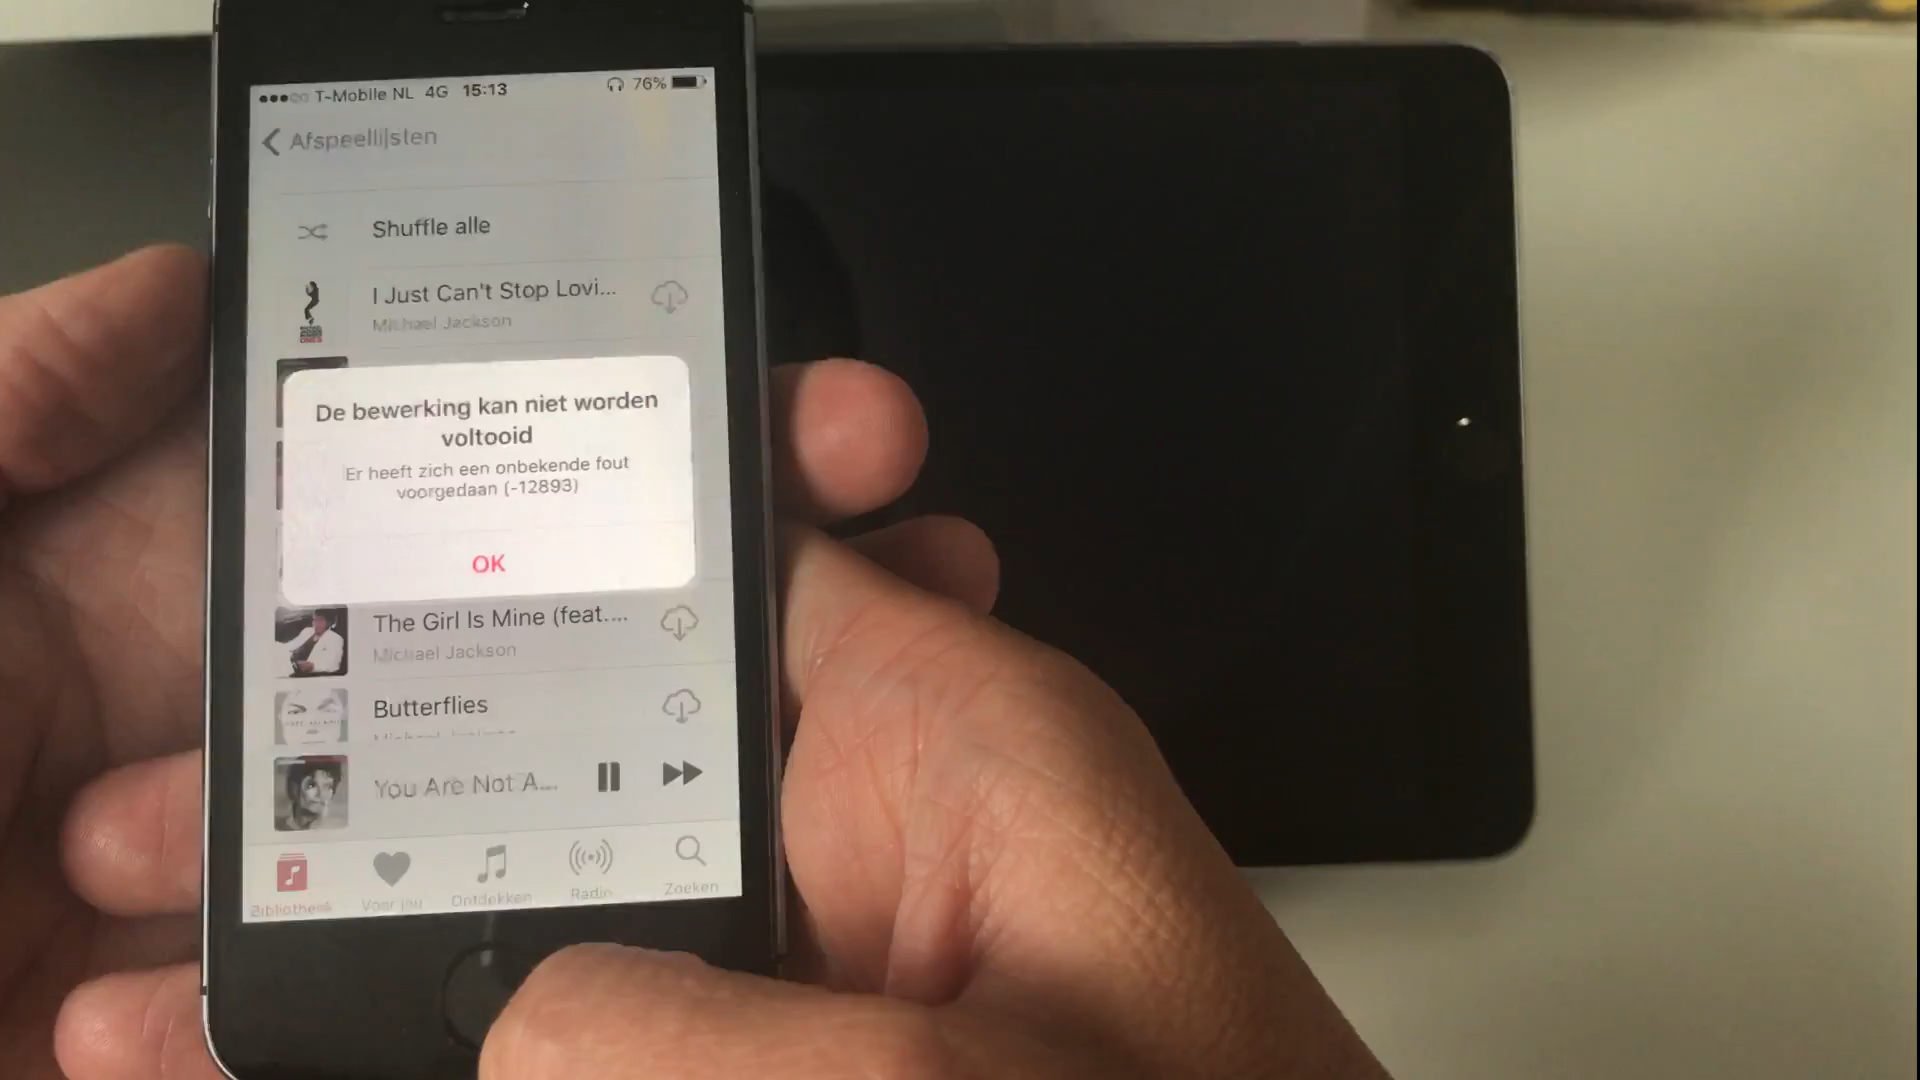 T-Mobile NL 4G 15:13 76%
Afspeellijsten
Shuffle alle
I Just Can't Stop Lovi...
Michael Jackson
De bewerking kan niet worden
voltooid
Er heeft zich een onbekende fout
voorgedaan (-12893)
OK
The Girl Is Mine (feat....
Michael Jackson
Butterflies
You Are Not A...
Bibliotheek Voor jou Ontdekken Radio Zoeken